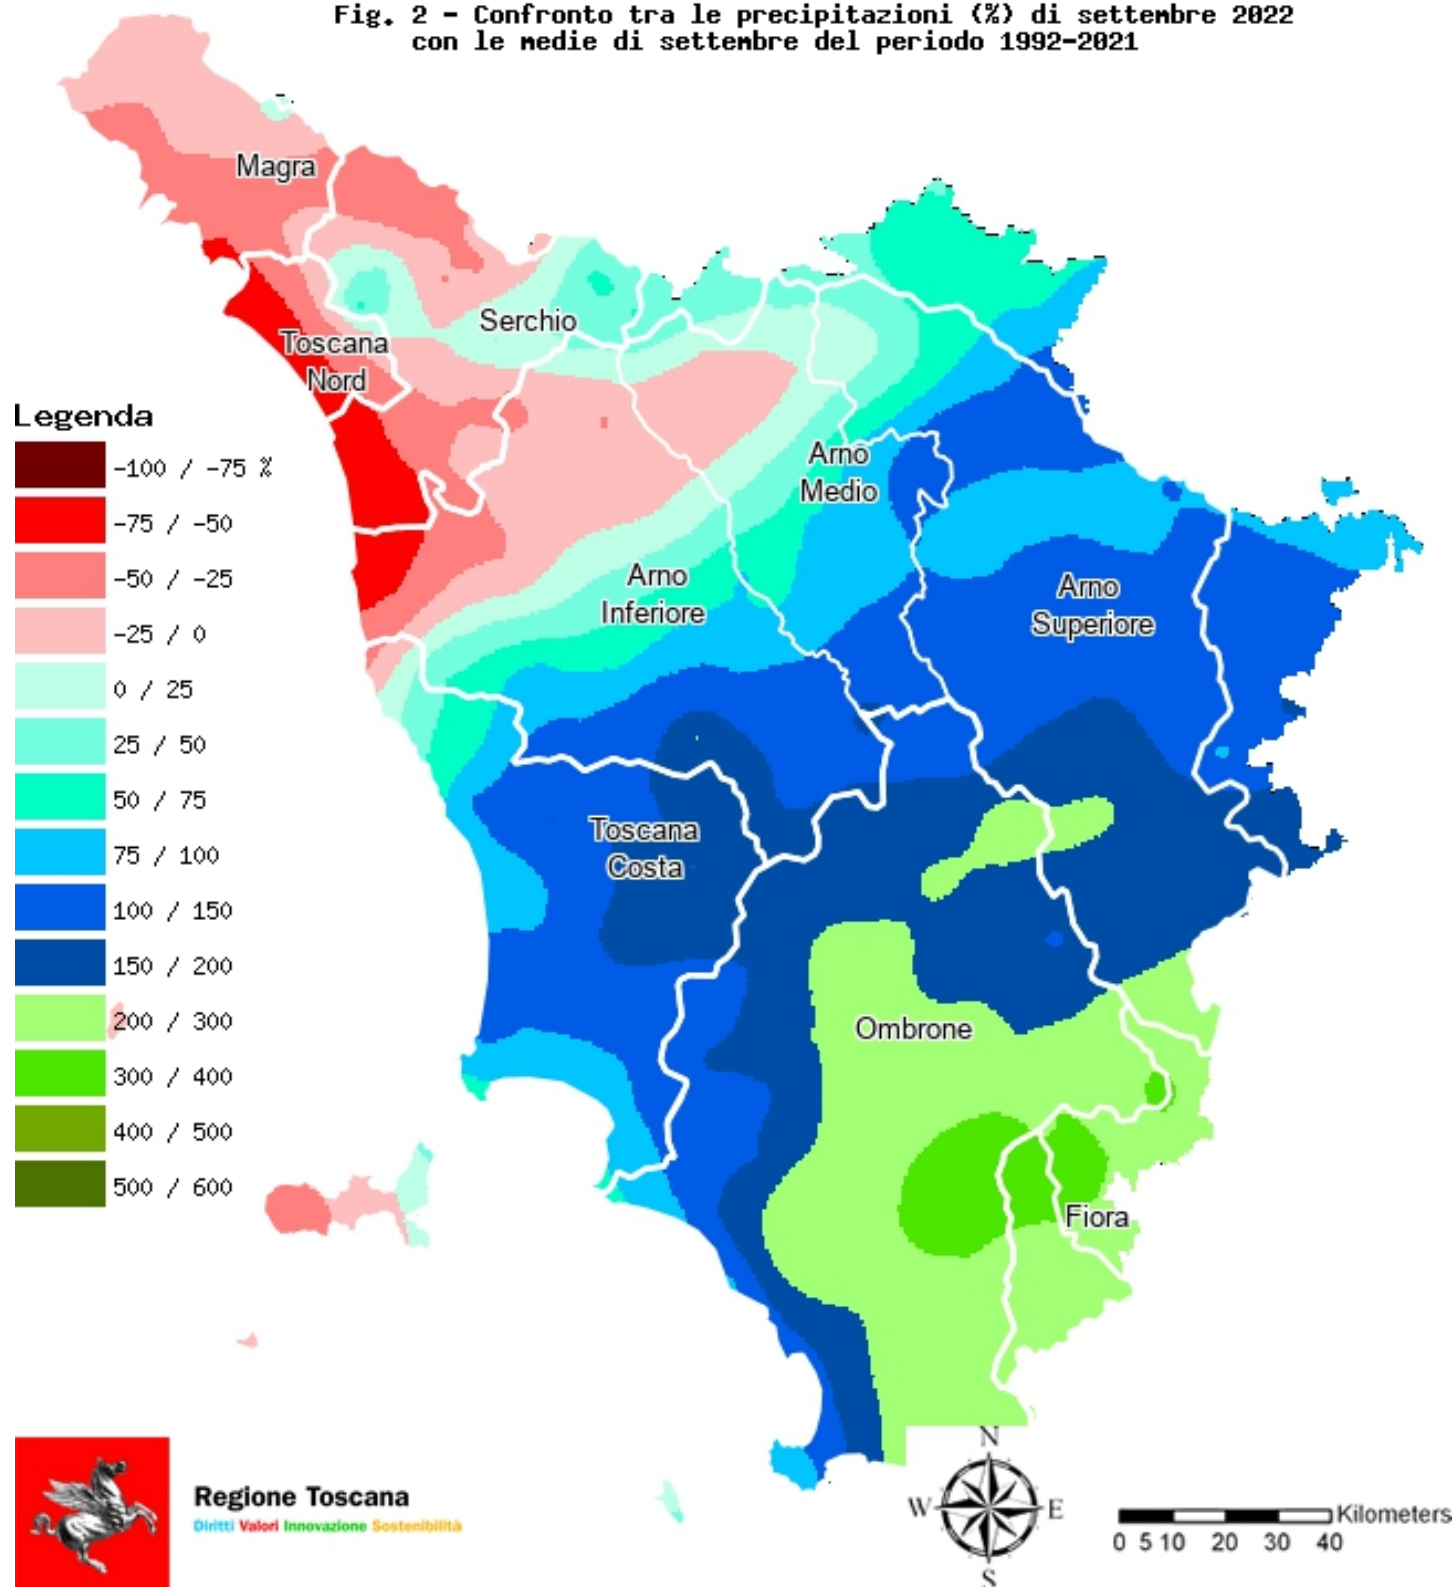 Fig. 2 - Confronto tra le precipitazioni (%) di settembre 2022
con le medie di settembre del periodo 1992-2021
Magra
Serchio
Toscana
Nord
Legenda
-100 / -75 %
-75 / -50
-50 / -25
-25 / 0
0 / 25
25 / 50
50 / 75
75 / 100
100 / 150
150 / 200
200 / 300
300 / 400
400 / 500
500 / 600
Arno
Medio
Arno
Inferiore
Arno
Superiore
Toscana
Costa
Ombrone
Fiora
Regione Toscana
Diritti Valori Innovazione Sostenibilità
N
W
E
S
Kilometers
0 5 10 20 30 40